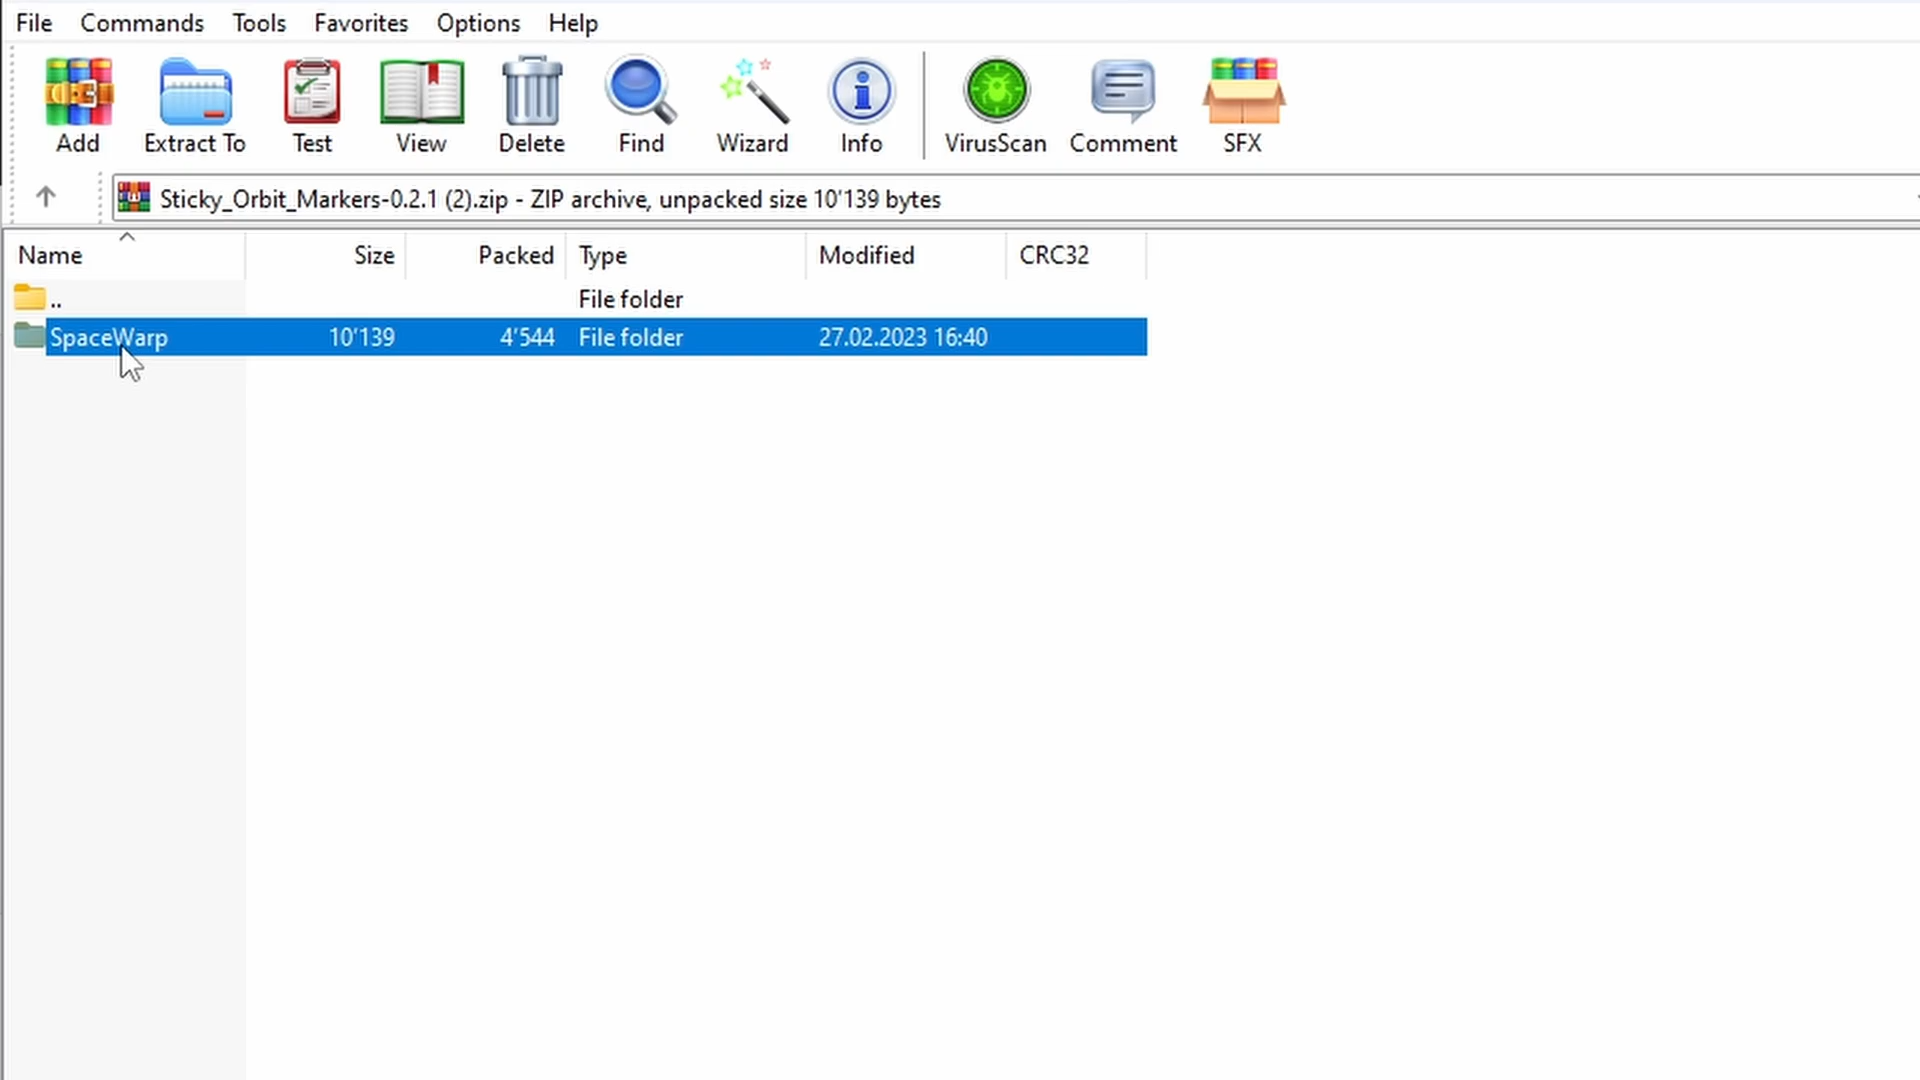 File Commands Tools Favorites Options Help
Add Extract To Test View Delete Find Wizard Info VirusScan Comment SFX
Sticky_Orbit_Markers-0.2.1 (2).zip - ZIP archive, unpacked size 10'139 bytes
Name Size Packed Type Modified CRC32
.. File folder
SpaceWarp 10'139 4'544 File folder 27.02.2023 16:40